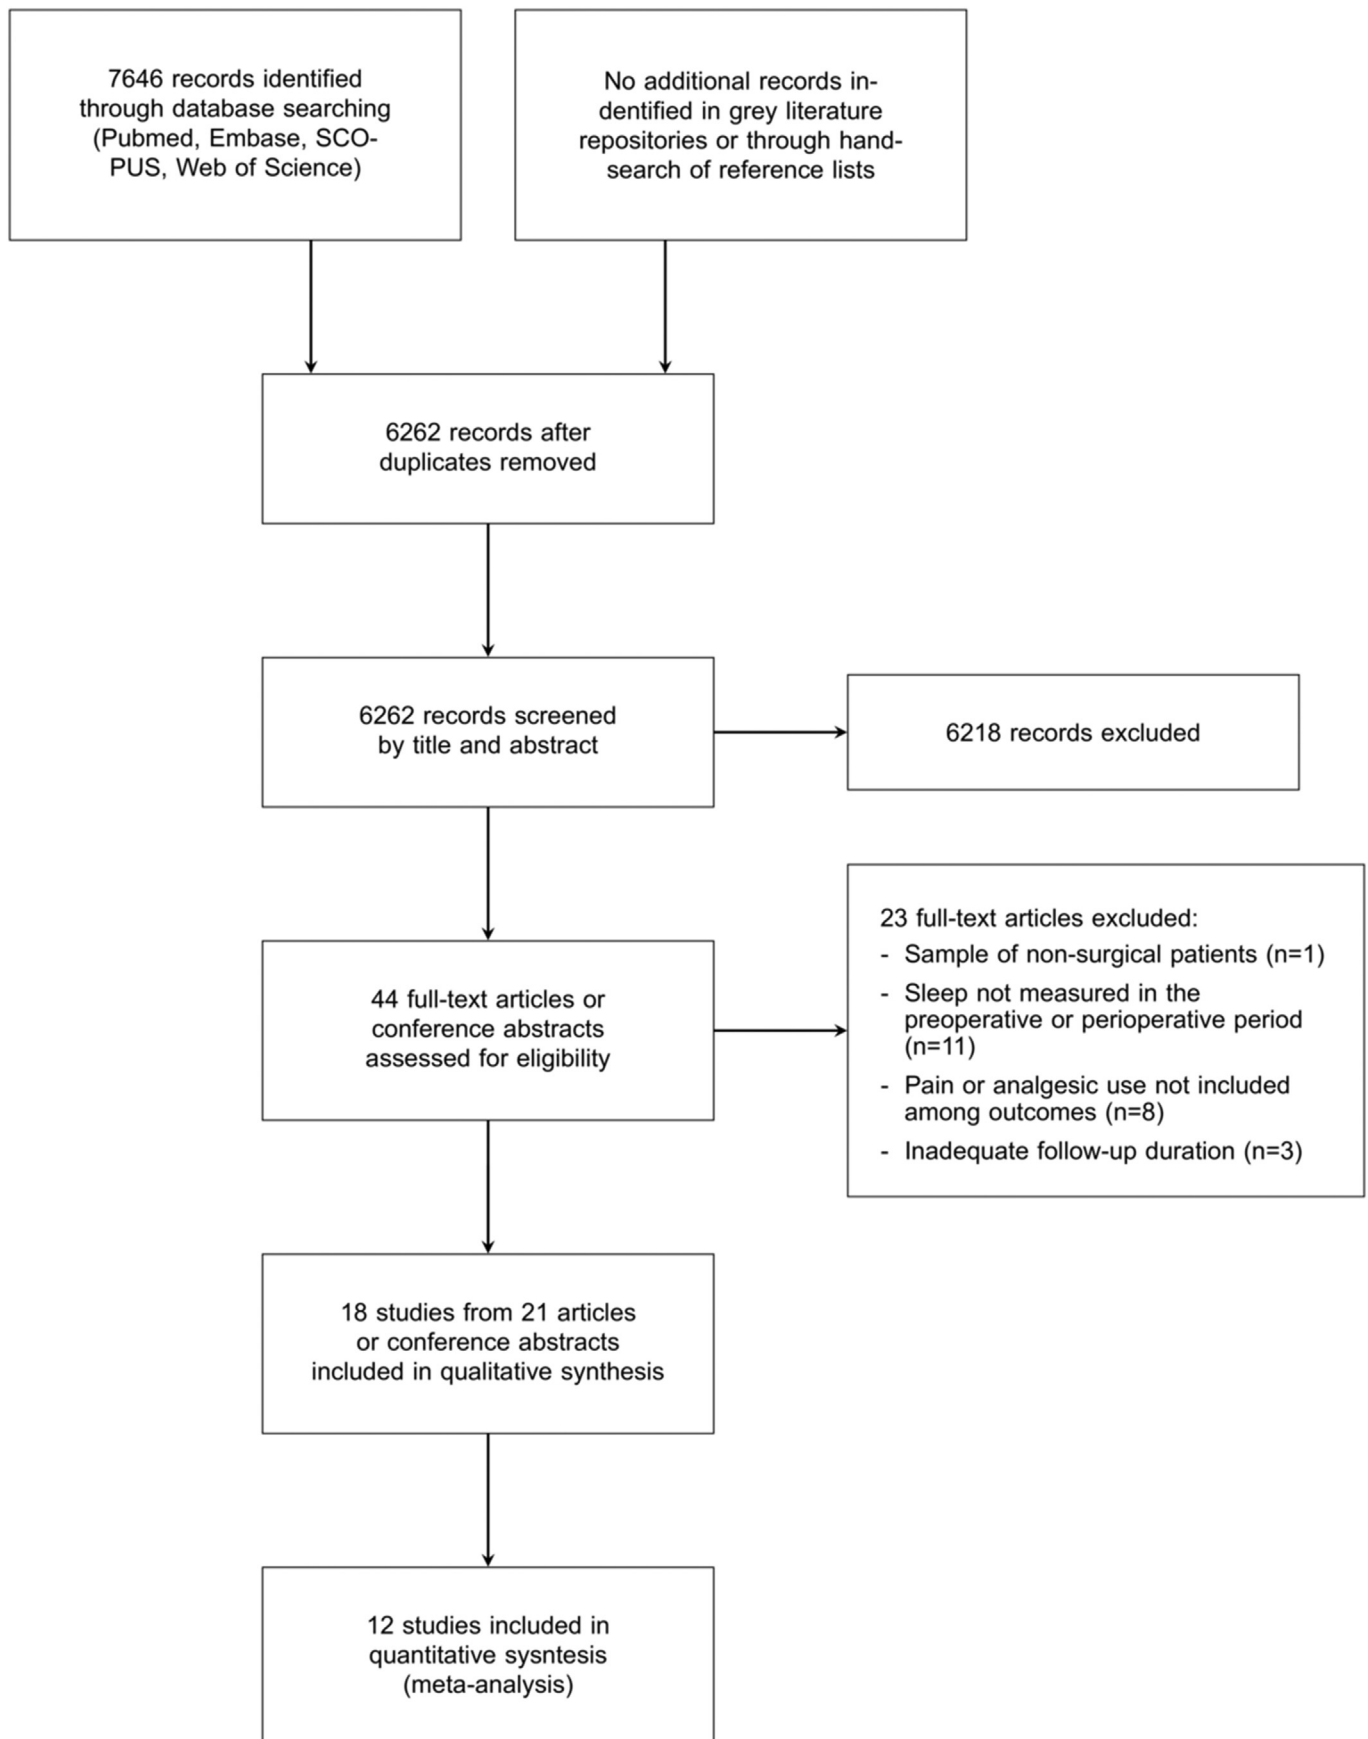 7646 records identified
through database searching
(Pubmed, Embase, SCO-
PUS, Web of Science)
No additional records in-
dentified in grey literature
repositories or through hand-
search of reference lists
6262 records after
duplicates removed
6262 records screened
by title and abstract
6218 records excluded
44 full-text articles or
conference abstracts
assessed for eligibility
23 full-text articles excluded:
- Sample of non-surgical patients (n=1)
- Sleep not measured in the
preoperative or perioperative period
(n=11)
- Pain or analgesic use not included
among outcomes (n=8)
- Inadequate follow-up duration (n=3)
18 studies from 21 articles
or conference abstracts
included in qualitative synthesis
12 studies included in
quantitative sysntesis
(meta-analysis)